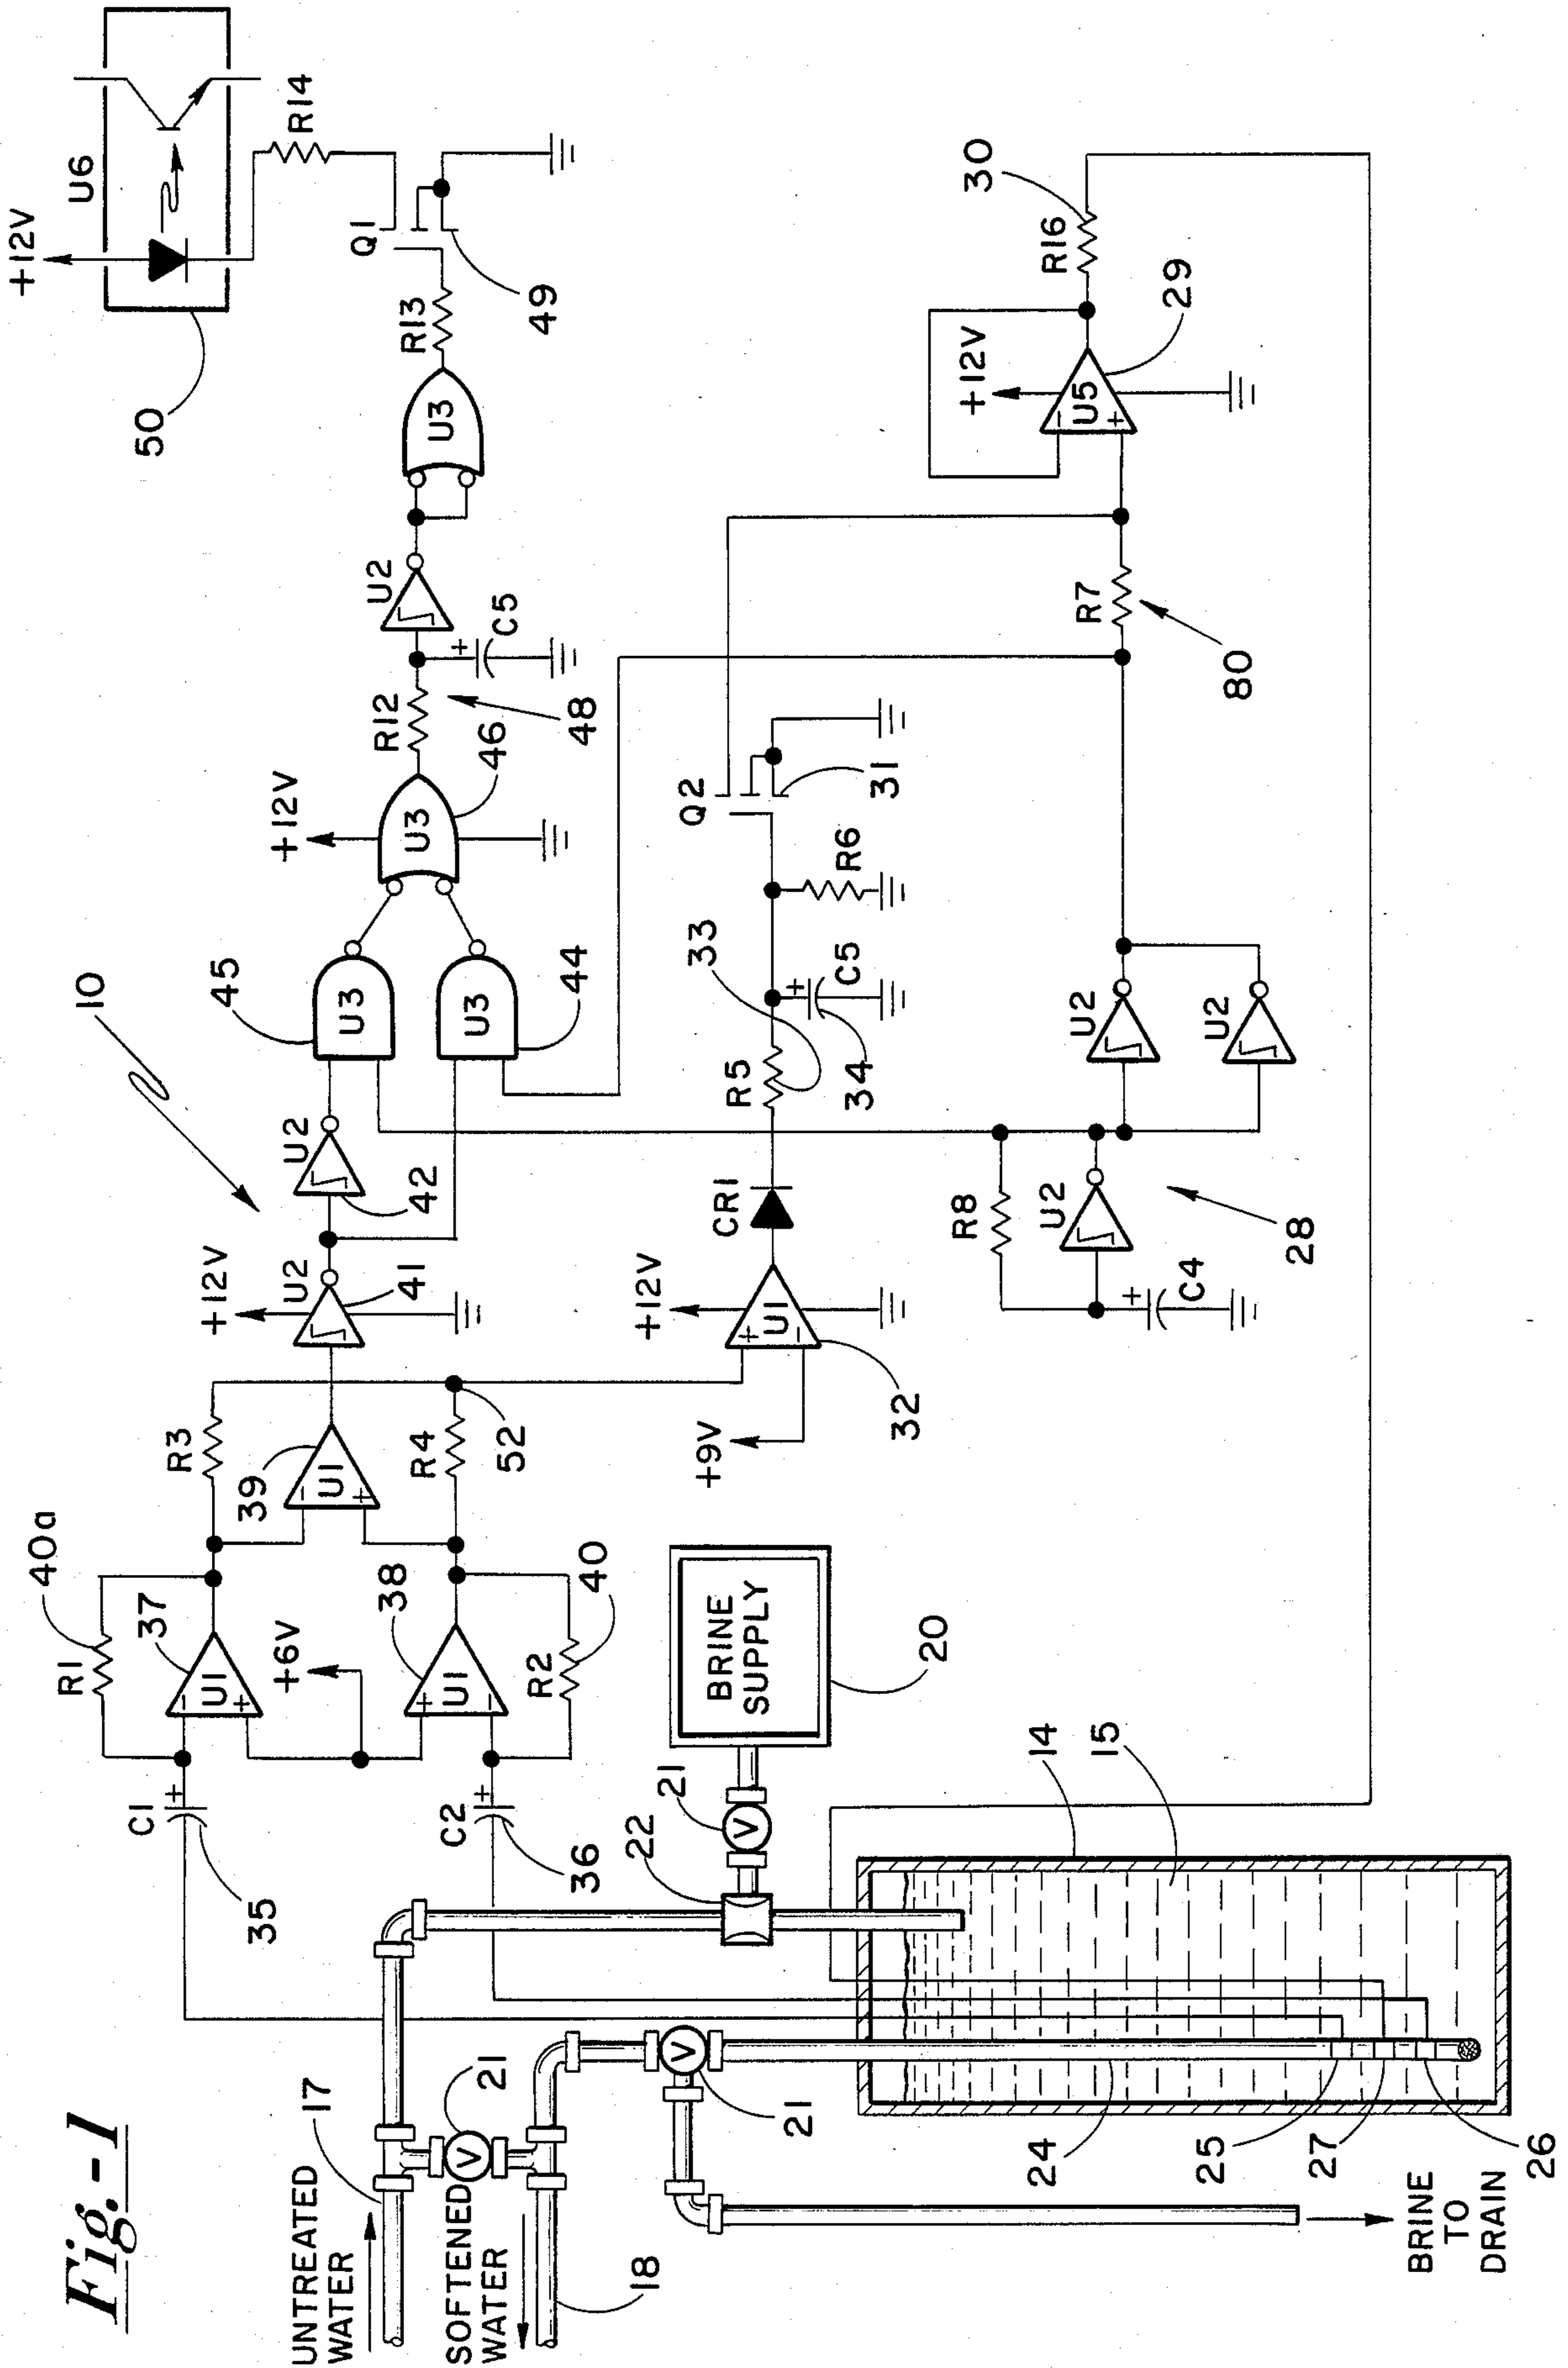 Fig.-1
10
+12V
U6
50
R14
Q1
49
R13
U3
U2
C5
R12
48
+12V
46
U3
45
U3
U3
44
U2
42
+12V
U2
41
R3
39
U1
R4
52
40a
R1
37
U1
+6V
38
U1
R2
40
C1
35
C2
36
+9V
+12V
U1
32
CR1
R5
33
C5
34
R6
Q2
31
R8
U2
C4
28
U2
U2
R7
80
+12V
U5
29
R16
30
UNTREATED
WATER
17
SOFTENED
WATER
18
V
21
V
21
V
21
22
BRINE
SUPPLY
20
14
15
24
25
27
26
BRINE
TO
DRAIN